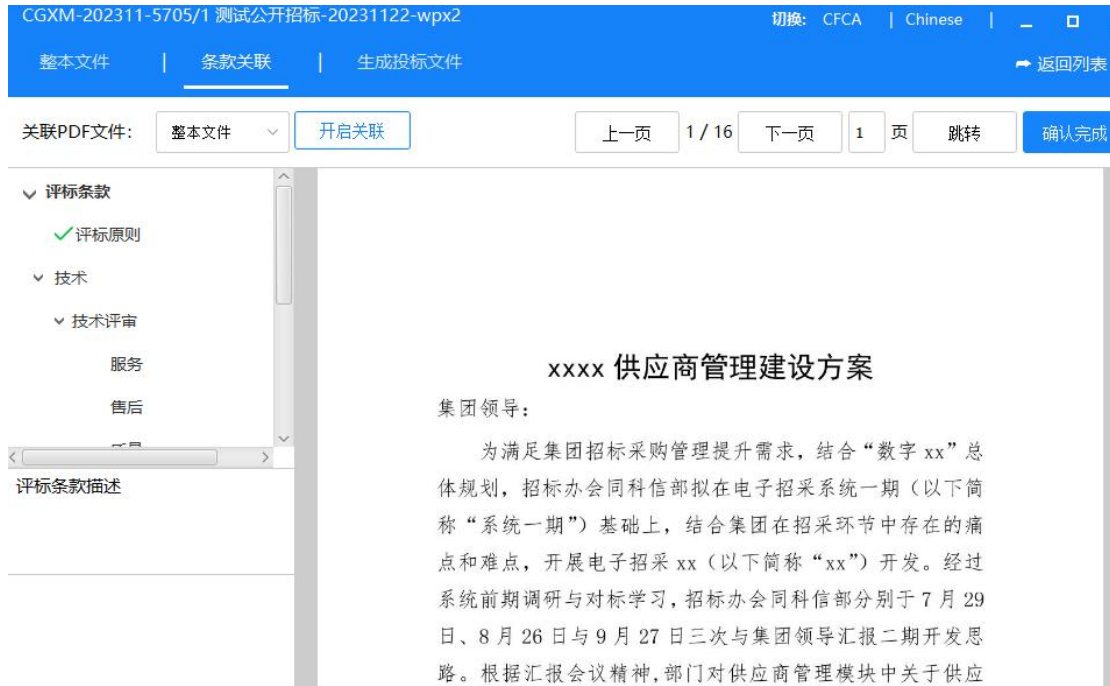 CGXM-202311-5705/1 测试公开招标-20231122-wpx2 切换: CFCA | Chinese |
整本文件 | 条款关联 | 生成投标文件 返回列表
关联PDF文件: 整本文件 开启关联 上一页 1 / 16 下一页 1 页 跳转 确认完成
评标条款
评标原则
技术
技术评审
服务
售后
评标条款描述
xxxx 供应商管理建设方案
集团领导：
为满足集团招标采购管理提升需求，结合“数字 xx”总
体规划，招标办会同科信部拟在电子招采系统一期（以下简
称“系统一期”）基础上，结合集团在招采环节中存在的痛
点和难点，开展电子招采 xx（以下简称“xx”）开发。经过
系统前期调研与对标学习，招标办会同科信部分别于 7 月 29
日、8 月 26 日与 9 月 27 日三次与集团领导汇报二期开发思
路。根据汇报会议精神，部门对供应商管理模块中关于供应